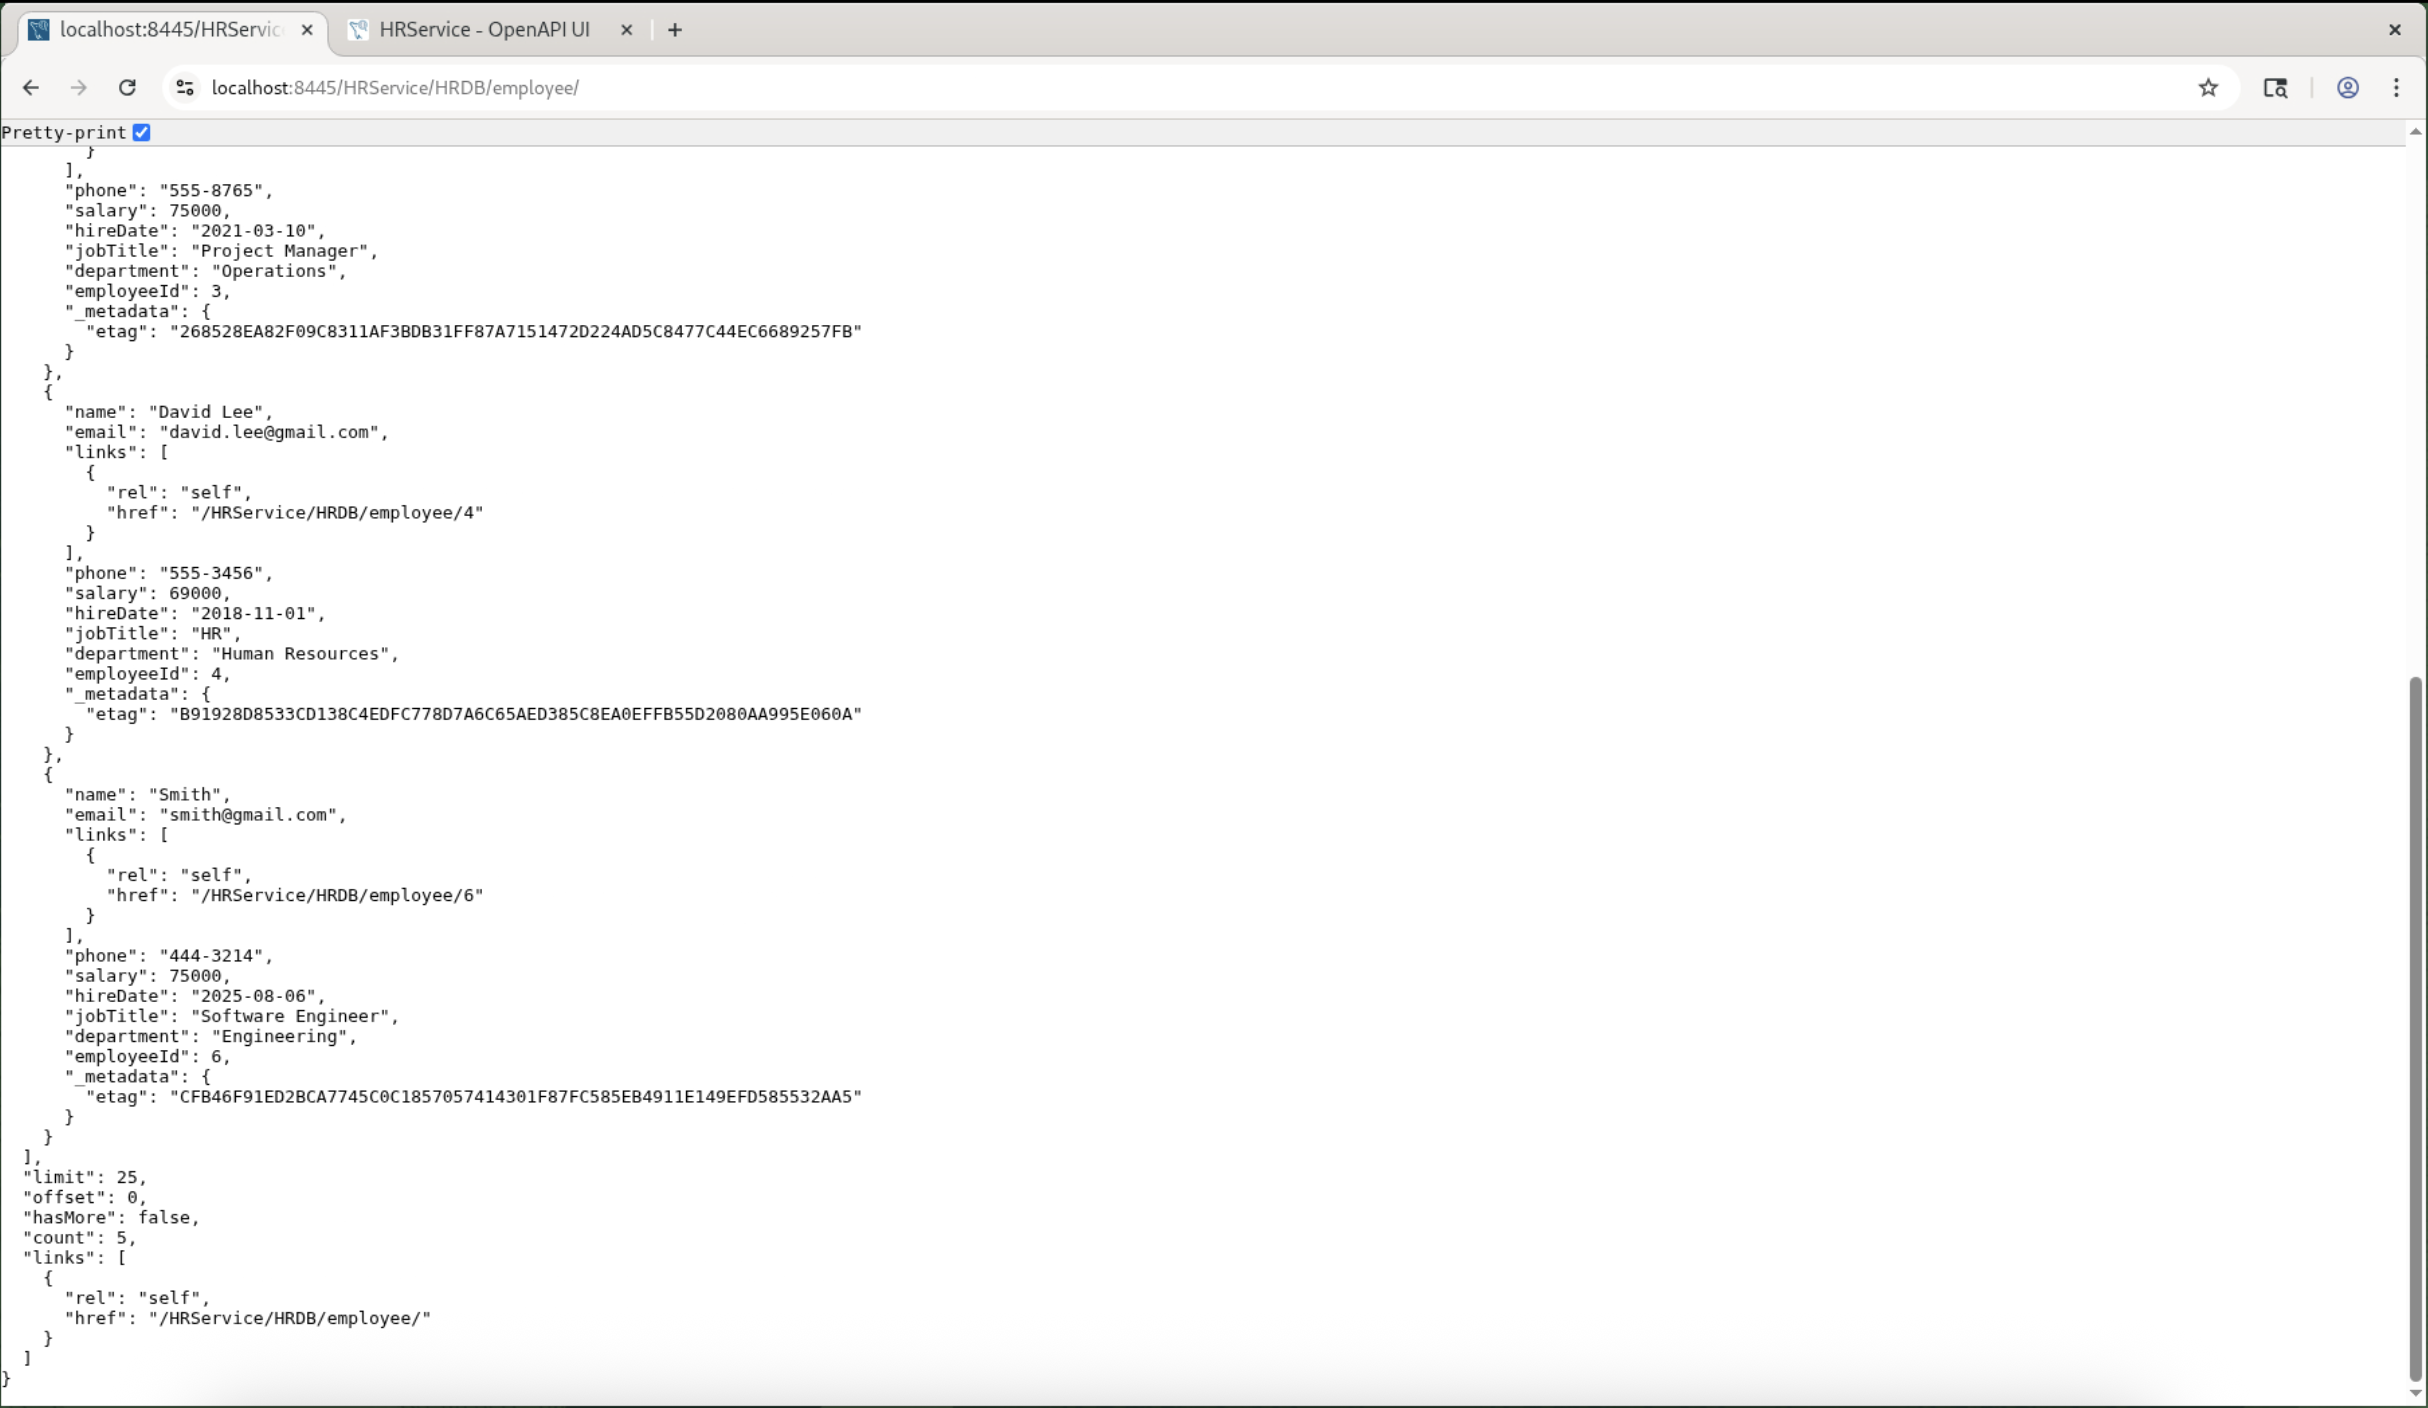 localhost:8445/HRServic
HRService - OpenAPI UI
localhost:8445/HRService/HRDB/employee/
Pretty-print
      }
    ],
    "phone": "555-8765",
    "salary": 75000,
    "hireDate": "2021-03-10",
    "jobTitle": "Project Manager",
    "department": "Operations",
    "employeeId": 3,
    "_metadata": {
      "etag": "268528EA82F09C8311AF3BDB31FF87A7151472D224AD5C8477C44EC6689257FB"
    }
  },
  {
    "name": "David Lee",
    "email": "david.lee@gmail.com",
    "links": [
      {
        "rel": "self",
        "href": "/HRService/HRDB/employee/4"
      }
    ],
    "phone": "555-3456",
    "salary": 69000,
    "hireDate": "2018-11-01",
    "jobTitle": "HR",
    "department": "Human Resources",
    "employeeId": 4,
    "_metadata": {
      "etag": "B91928D8533CD138C4EDFC778D7A6C65AED385C8EA0EFFB55D2080AA995E060A"
    }
  },
  {
    "name": "Smith",
    "email": "smith@gmail.com",
    "links": [
      {
        "rel": "self",
        "href": "/HRService/HRDB/employee/6"
      }
    ],
    "phone": "444-3214",
    "salary": 75000,
    "hireDate": "2025-08-06",
    "jobTitle": "Software Engineer",
    "department": "Engineering",
    "employeeId": 6,
    "_metadata": {
      "etag": "CFB46F91ED2BCA7745C0C1857057414301F87FC585EB4911E149EFD585532AA5"
    }
  }
],
"limit": 25,
"offset": 0,
"hasMore": false,
"count": 5,
"links": [
  {
    "rel": "self",
    "href": "/HRService/HRDB/employee/"
  }
]
}